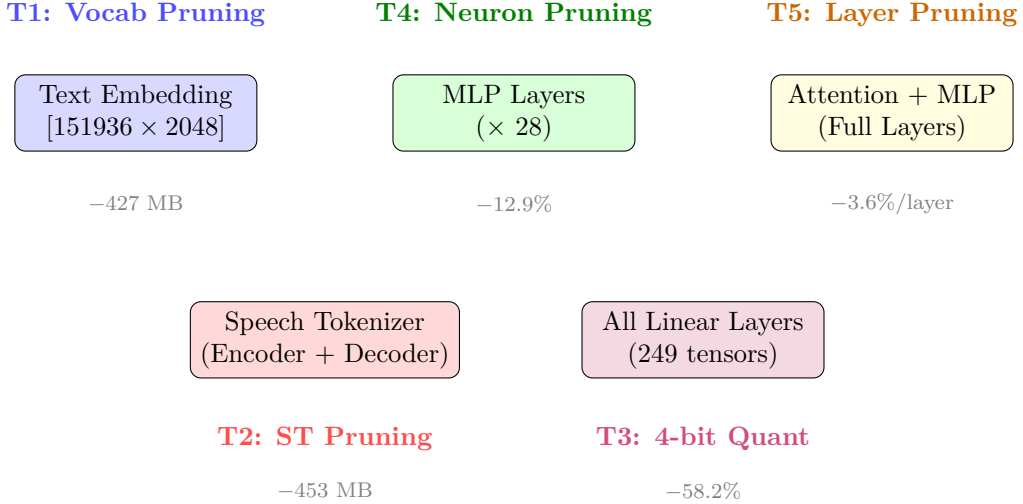 T1: Vocab Pruning
T4: Neuron Pruning
T5: Layer Pruning
Text Embedding
[151936 × 2048]
MLP Layers
(× 28)
Attention + MLP
(Full Layers)
−427 MB
−12.9%
−3.6%/layer
Speech Tokenizer
(Encoder + Decoder)
All Linear Layers
(249 tensors)
T2: ST Pruning
T3: 4-bit Quant
−453 MB
−58.2%